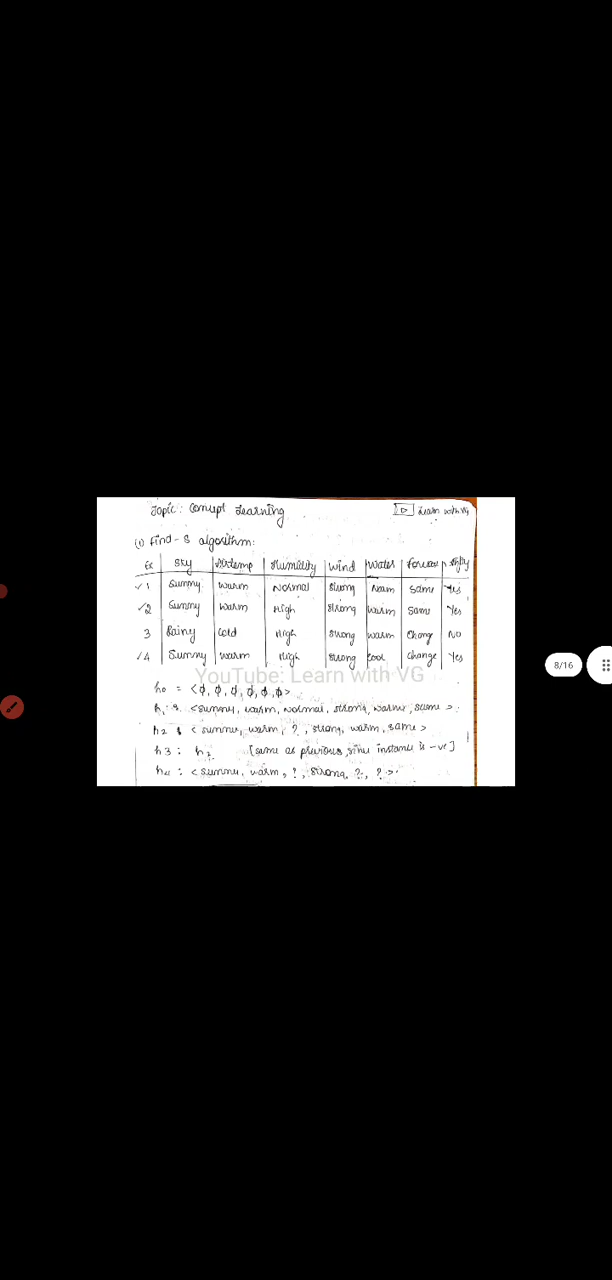 Topic: Concept Learning
Learn with VG
(1) Find-S algorithm:
Ex Sky Airtemp Humidity Wind Water Forecast
✓1 Sunny warm Normal strong warm same Yes
✓2 Sunny warm High strong warm same Yes
3 Rainy cold High strong warm change No
✓4 Sunny warm High strong cool change Yes
YouTube: Learn with VG
8/16
h0 = <ϕ, ϕ, ϕ, ϕ, ϕ, ϕ>
h1 : <sunny, warm, normal, strong, warm, same>
h2 : <sunny, warm, ?, strong, warm, same>
h3 : h2 [same as previous, since instance is -ve]
h4 : <sunny, warm, ?, strong, ?, ?>